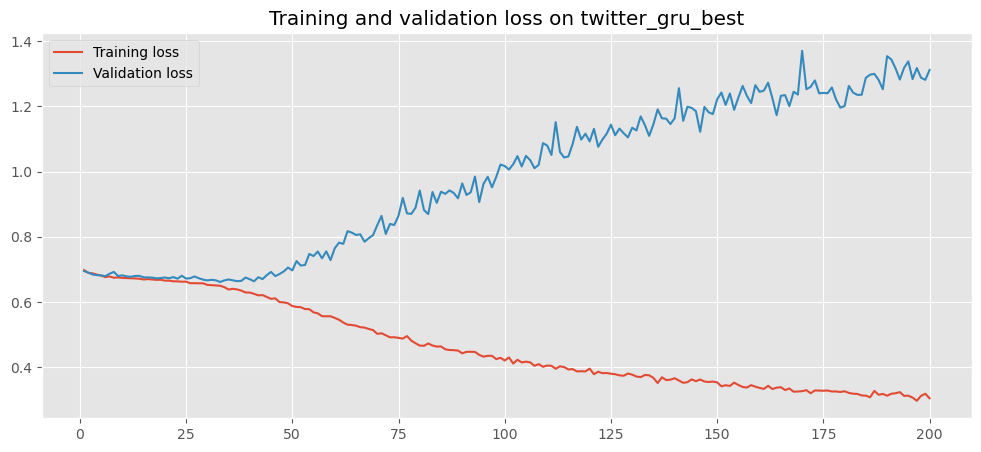 Training and validation loss on twitter_gru_best
Training loss
Validation loss
1.4
1.2
1.0
0.8
0.6
0.4
0 25 50 75 100 125 150 175 200